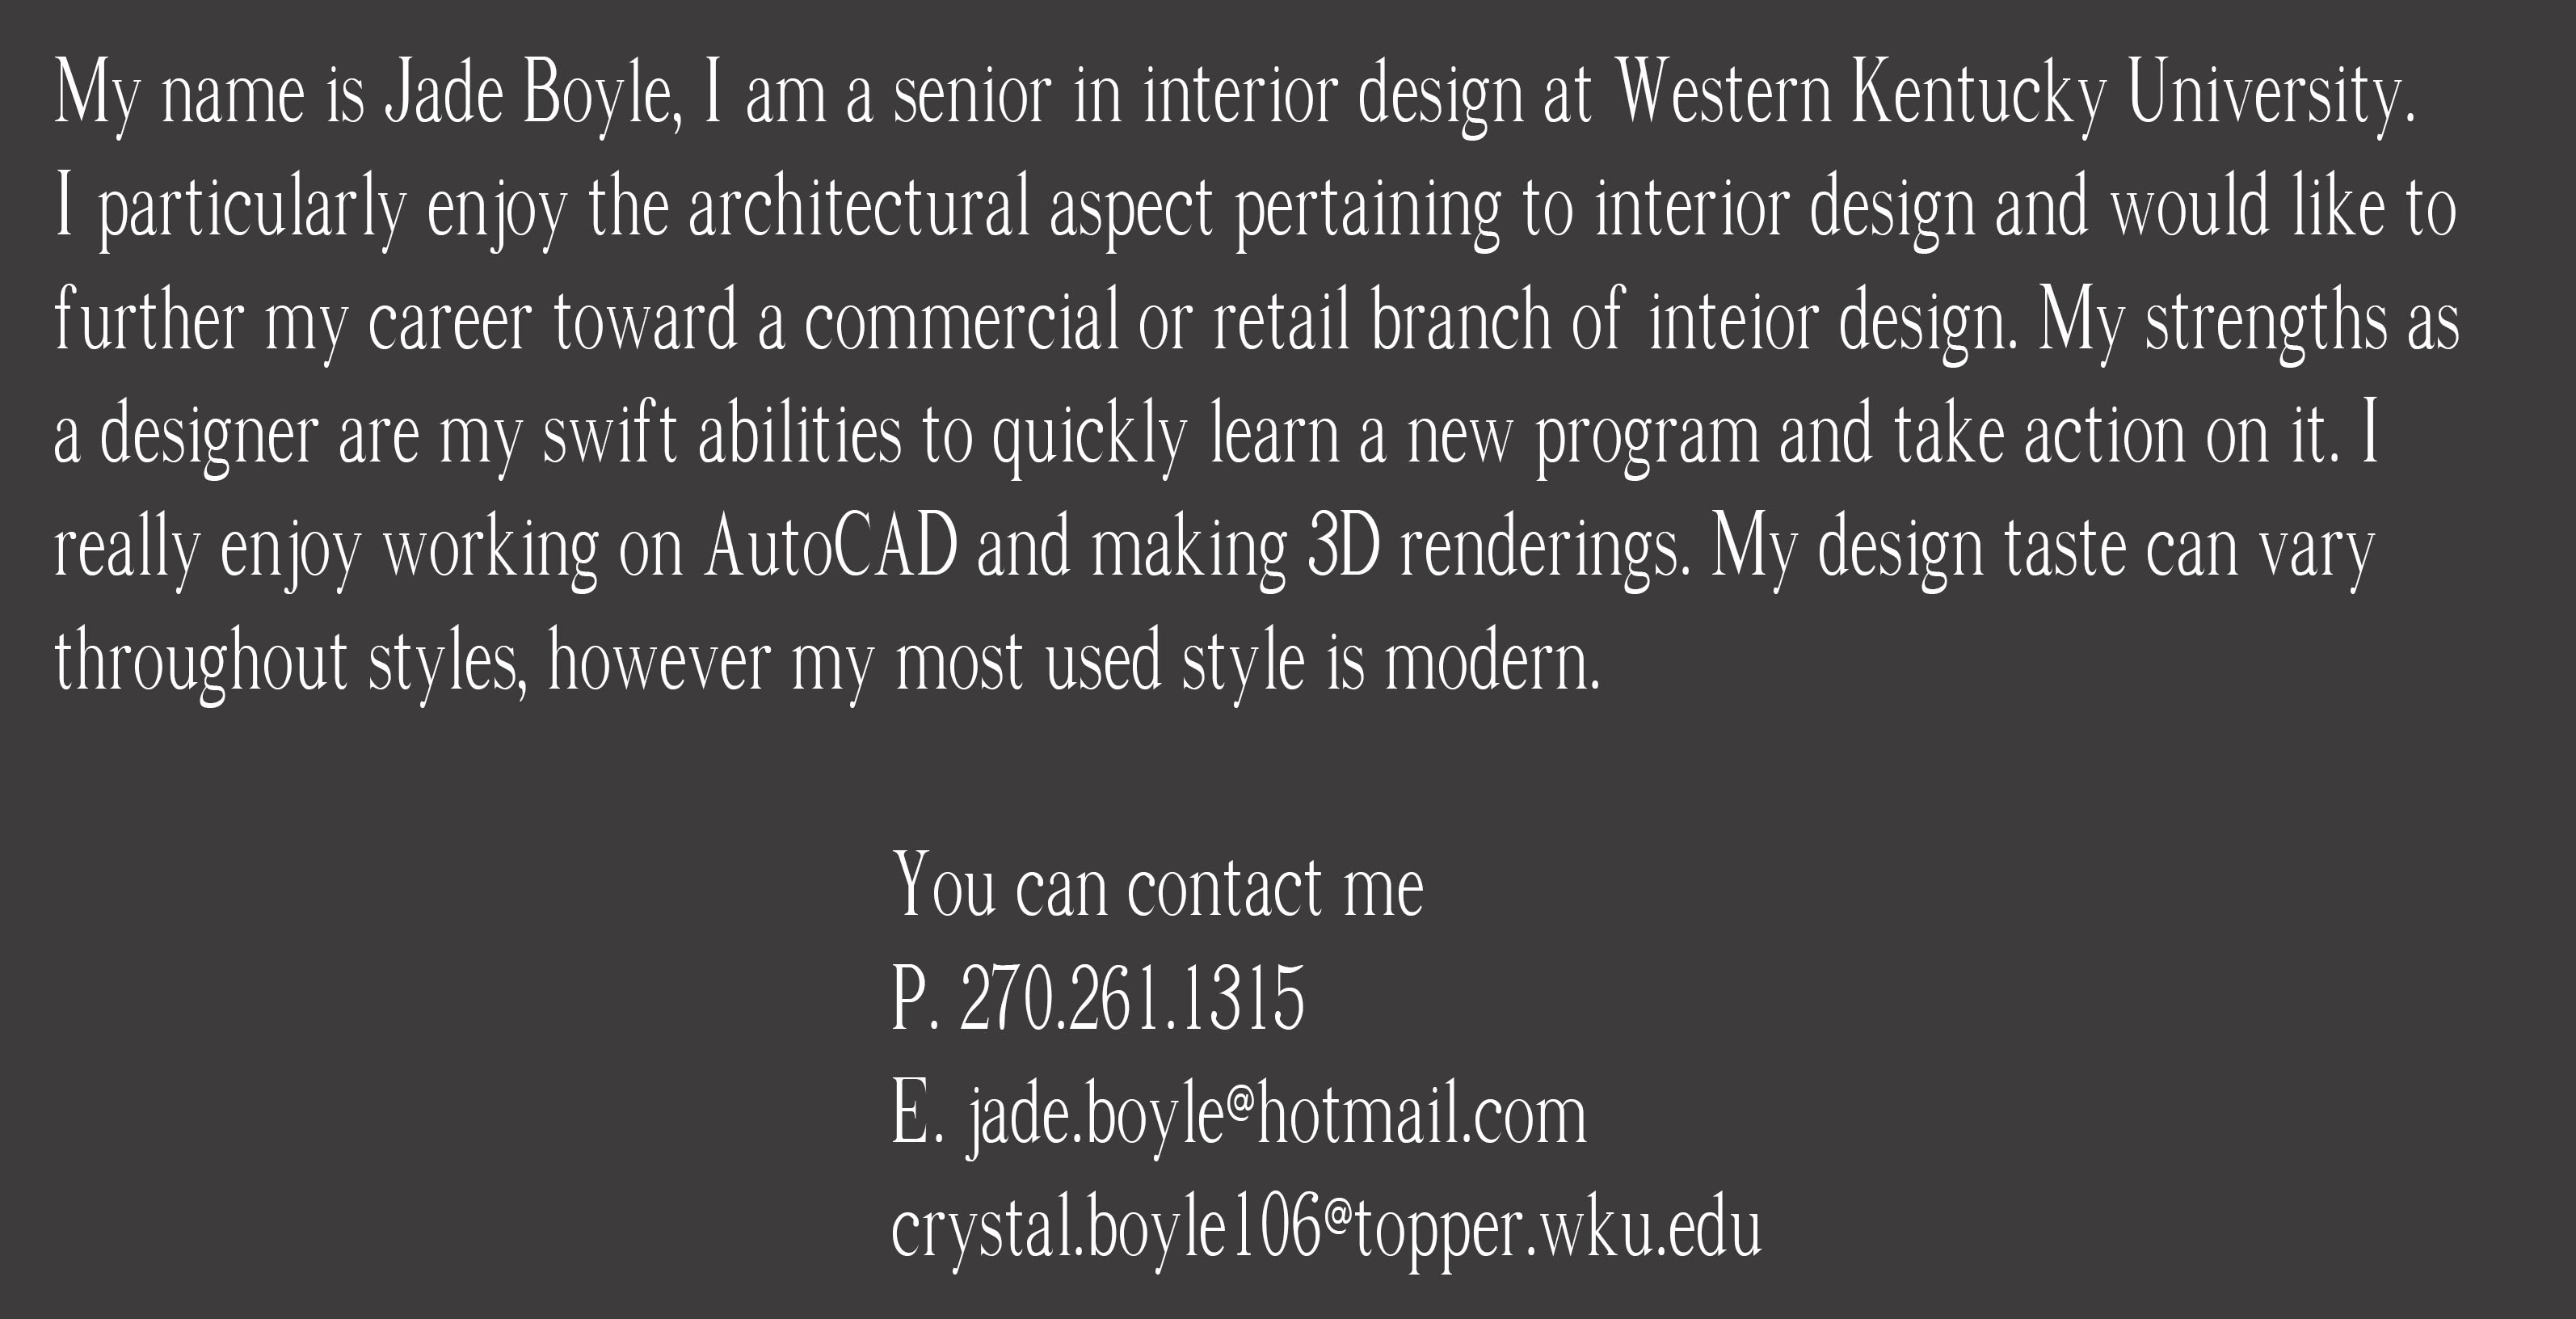 My name is Jade Boyle, I am a senior in interior design at Western Kentucky University.
I particularly enjoy the architectural aspect pertaining to interior design and would like to
further my career toward a commercial or retail branch of inteior design. My strengths as
a designer are my swift abilities to quickly learn a new program and take action on it. I
really enjoy working on AutoCAD and making 3D renderings. My design taste can vary
throughout styles, however my most used style is modern.
You can contact me
P. 270.261.1315
E. jade.boyle@hotmail.com
crystal.boyle106@topper.wku.edu